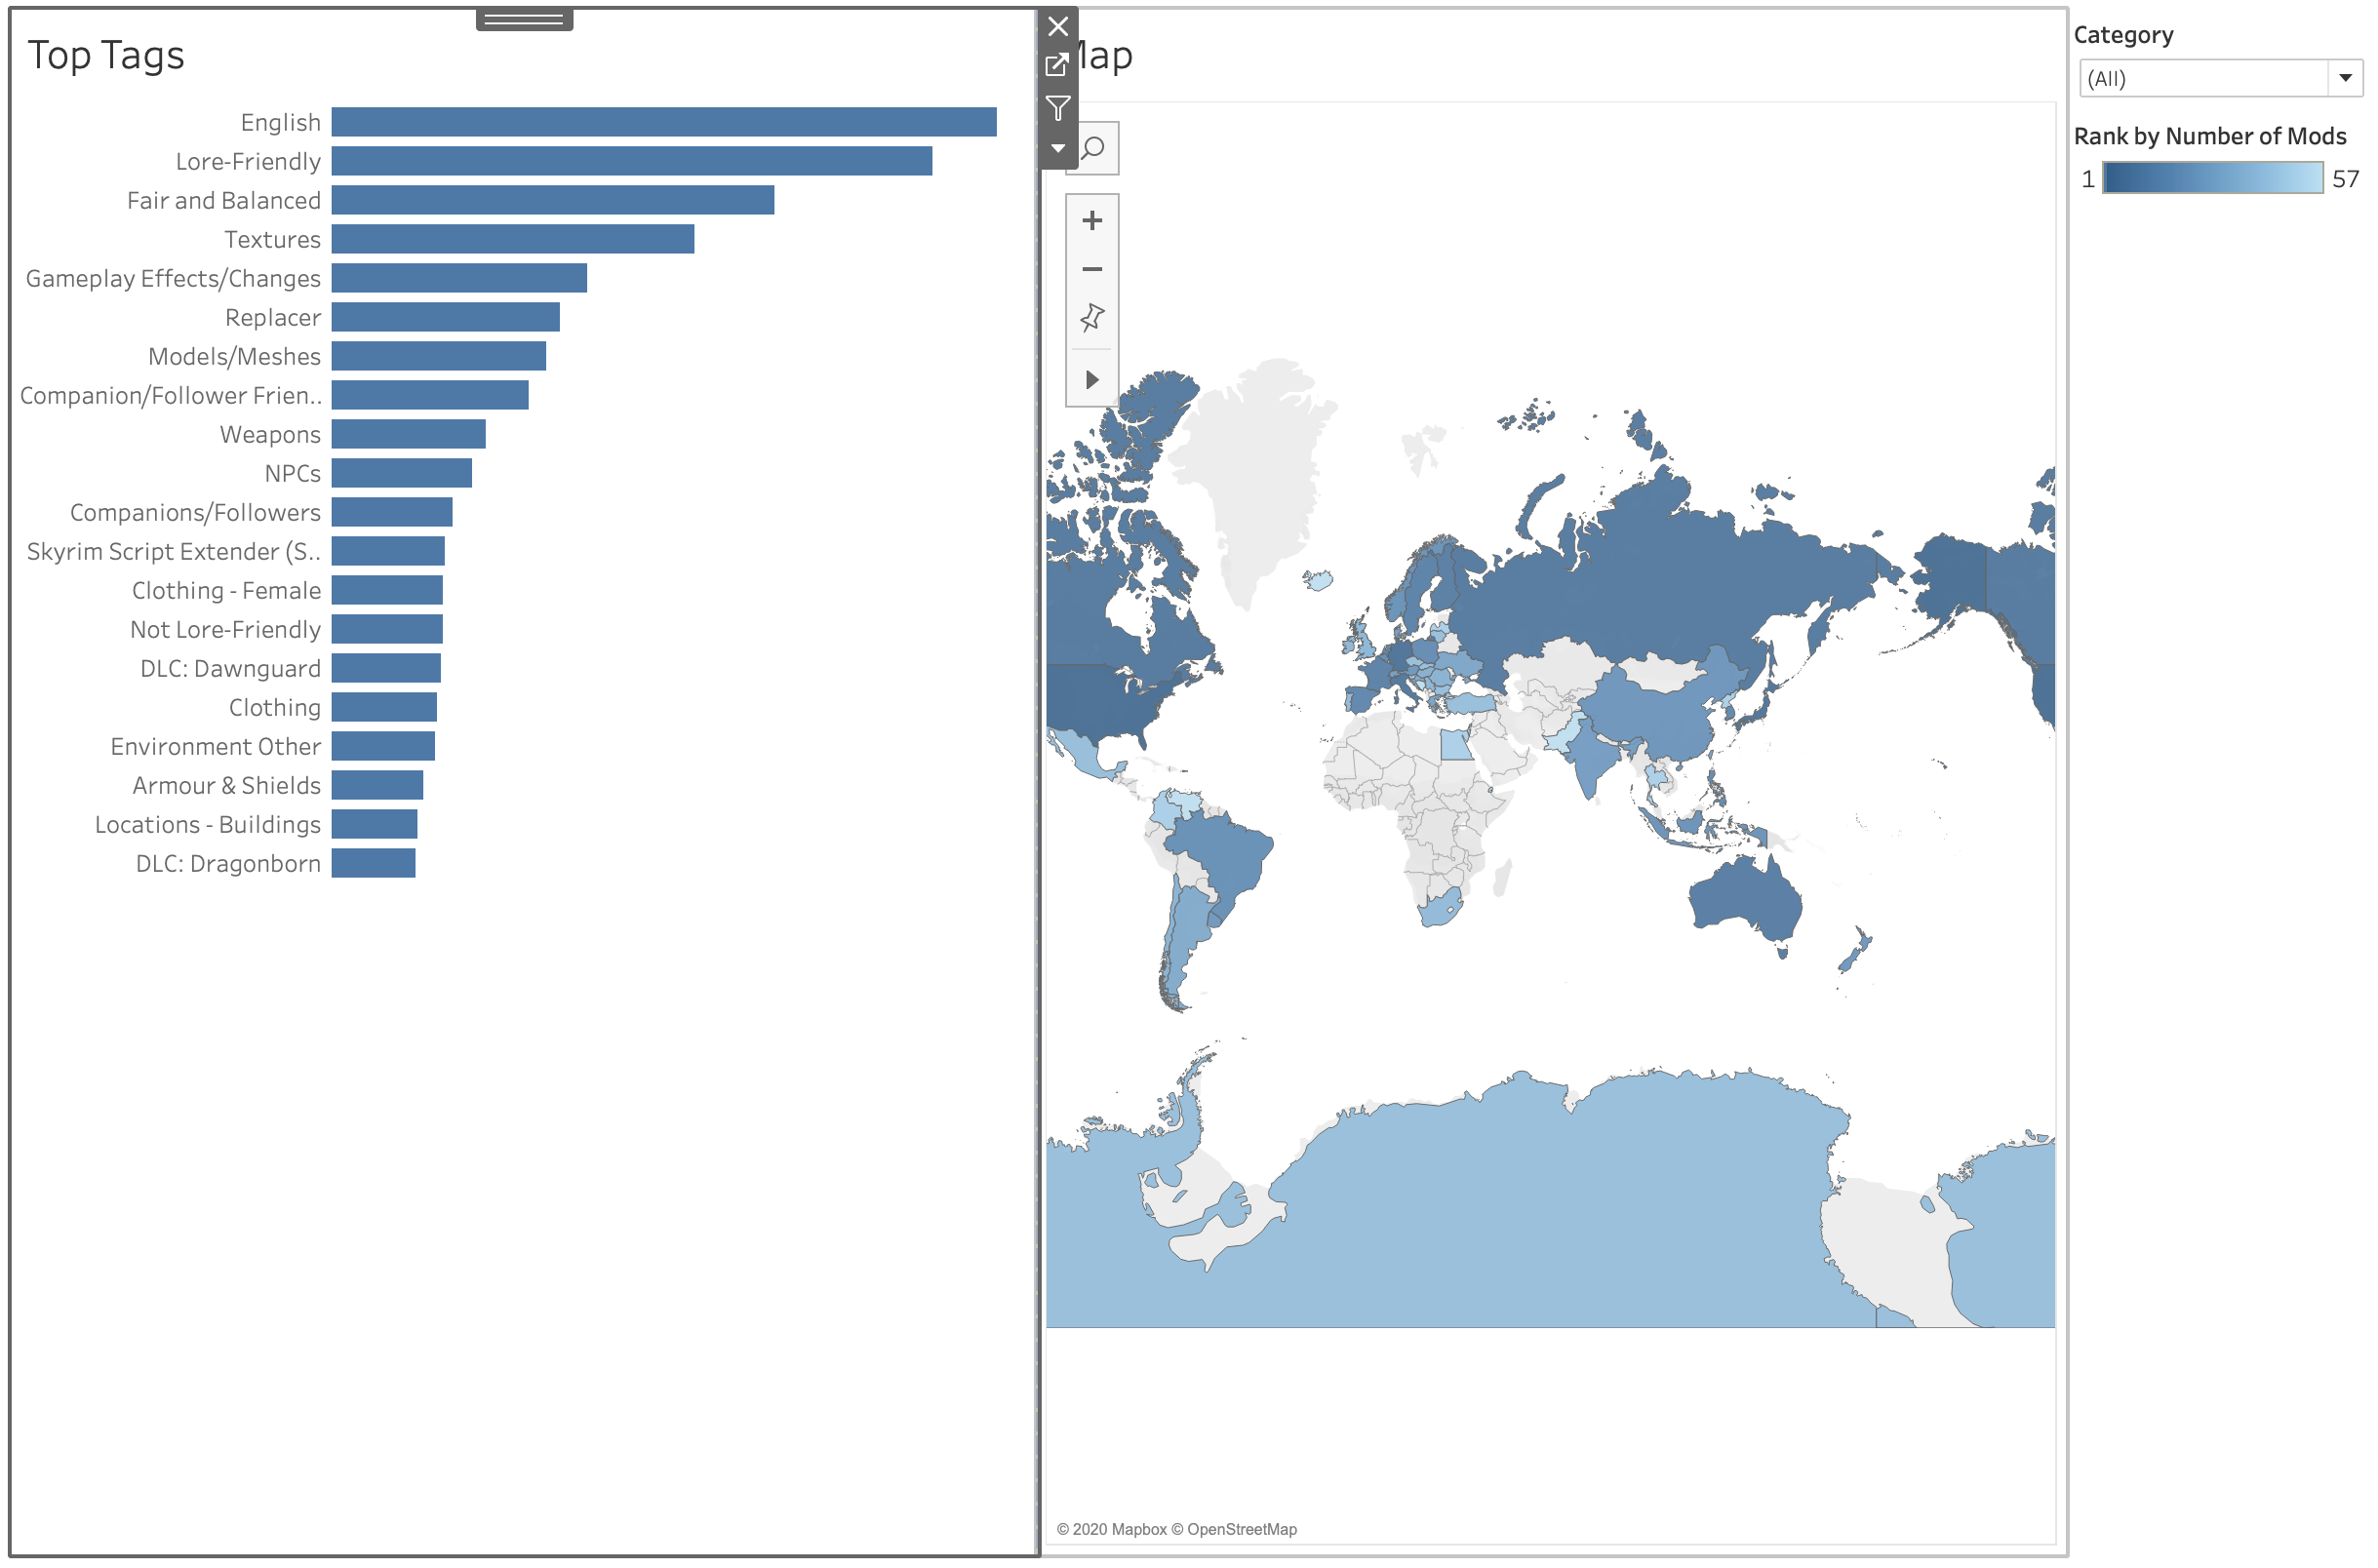 Top Tags
English
Lore-Friendly
Fair and Balanced
Textures
Gameplay Effects/Changes
Replacer
Models/Meshes
Companion/Follower Frien..
Weapons
NPCs
Companions/Followers
Skyrim Script Extender (S..
Clothing - Female
Not Lore-Friendly
DLC: Dawnguard
Clothing
Environment Other
Armour & Shields
Locations - Buildings
DLC: Dragonborn
Map
© 2020 Mapbox © OpenStreetMap
Category
(All)
Rank by Number of Mods
1 57